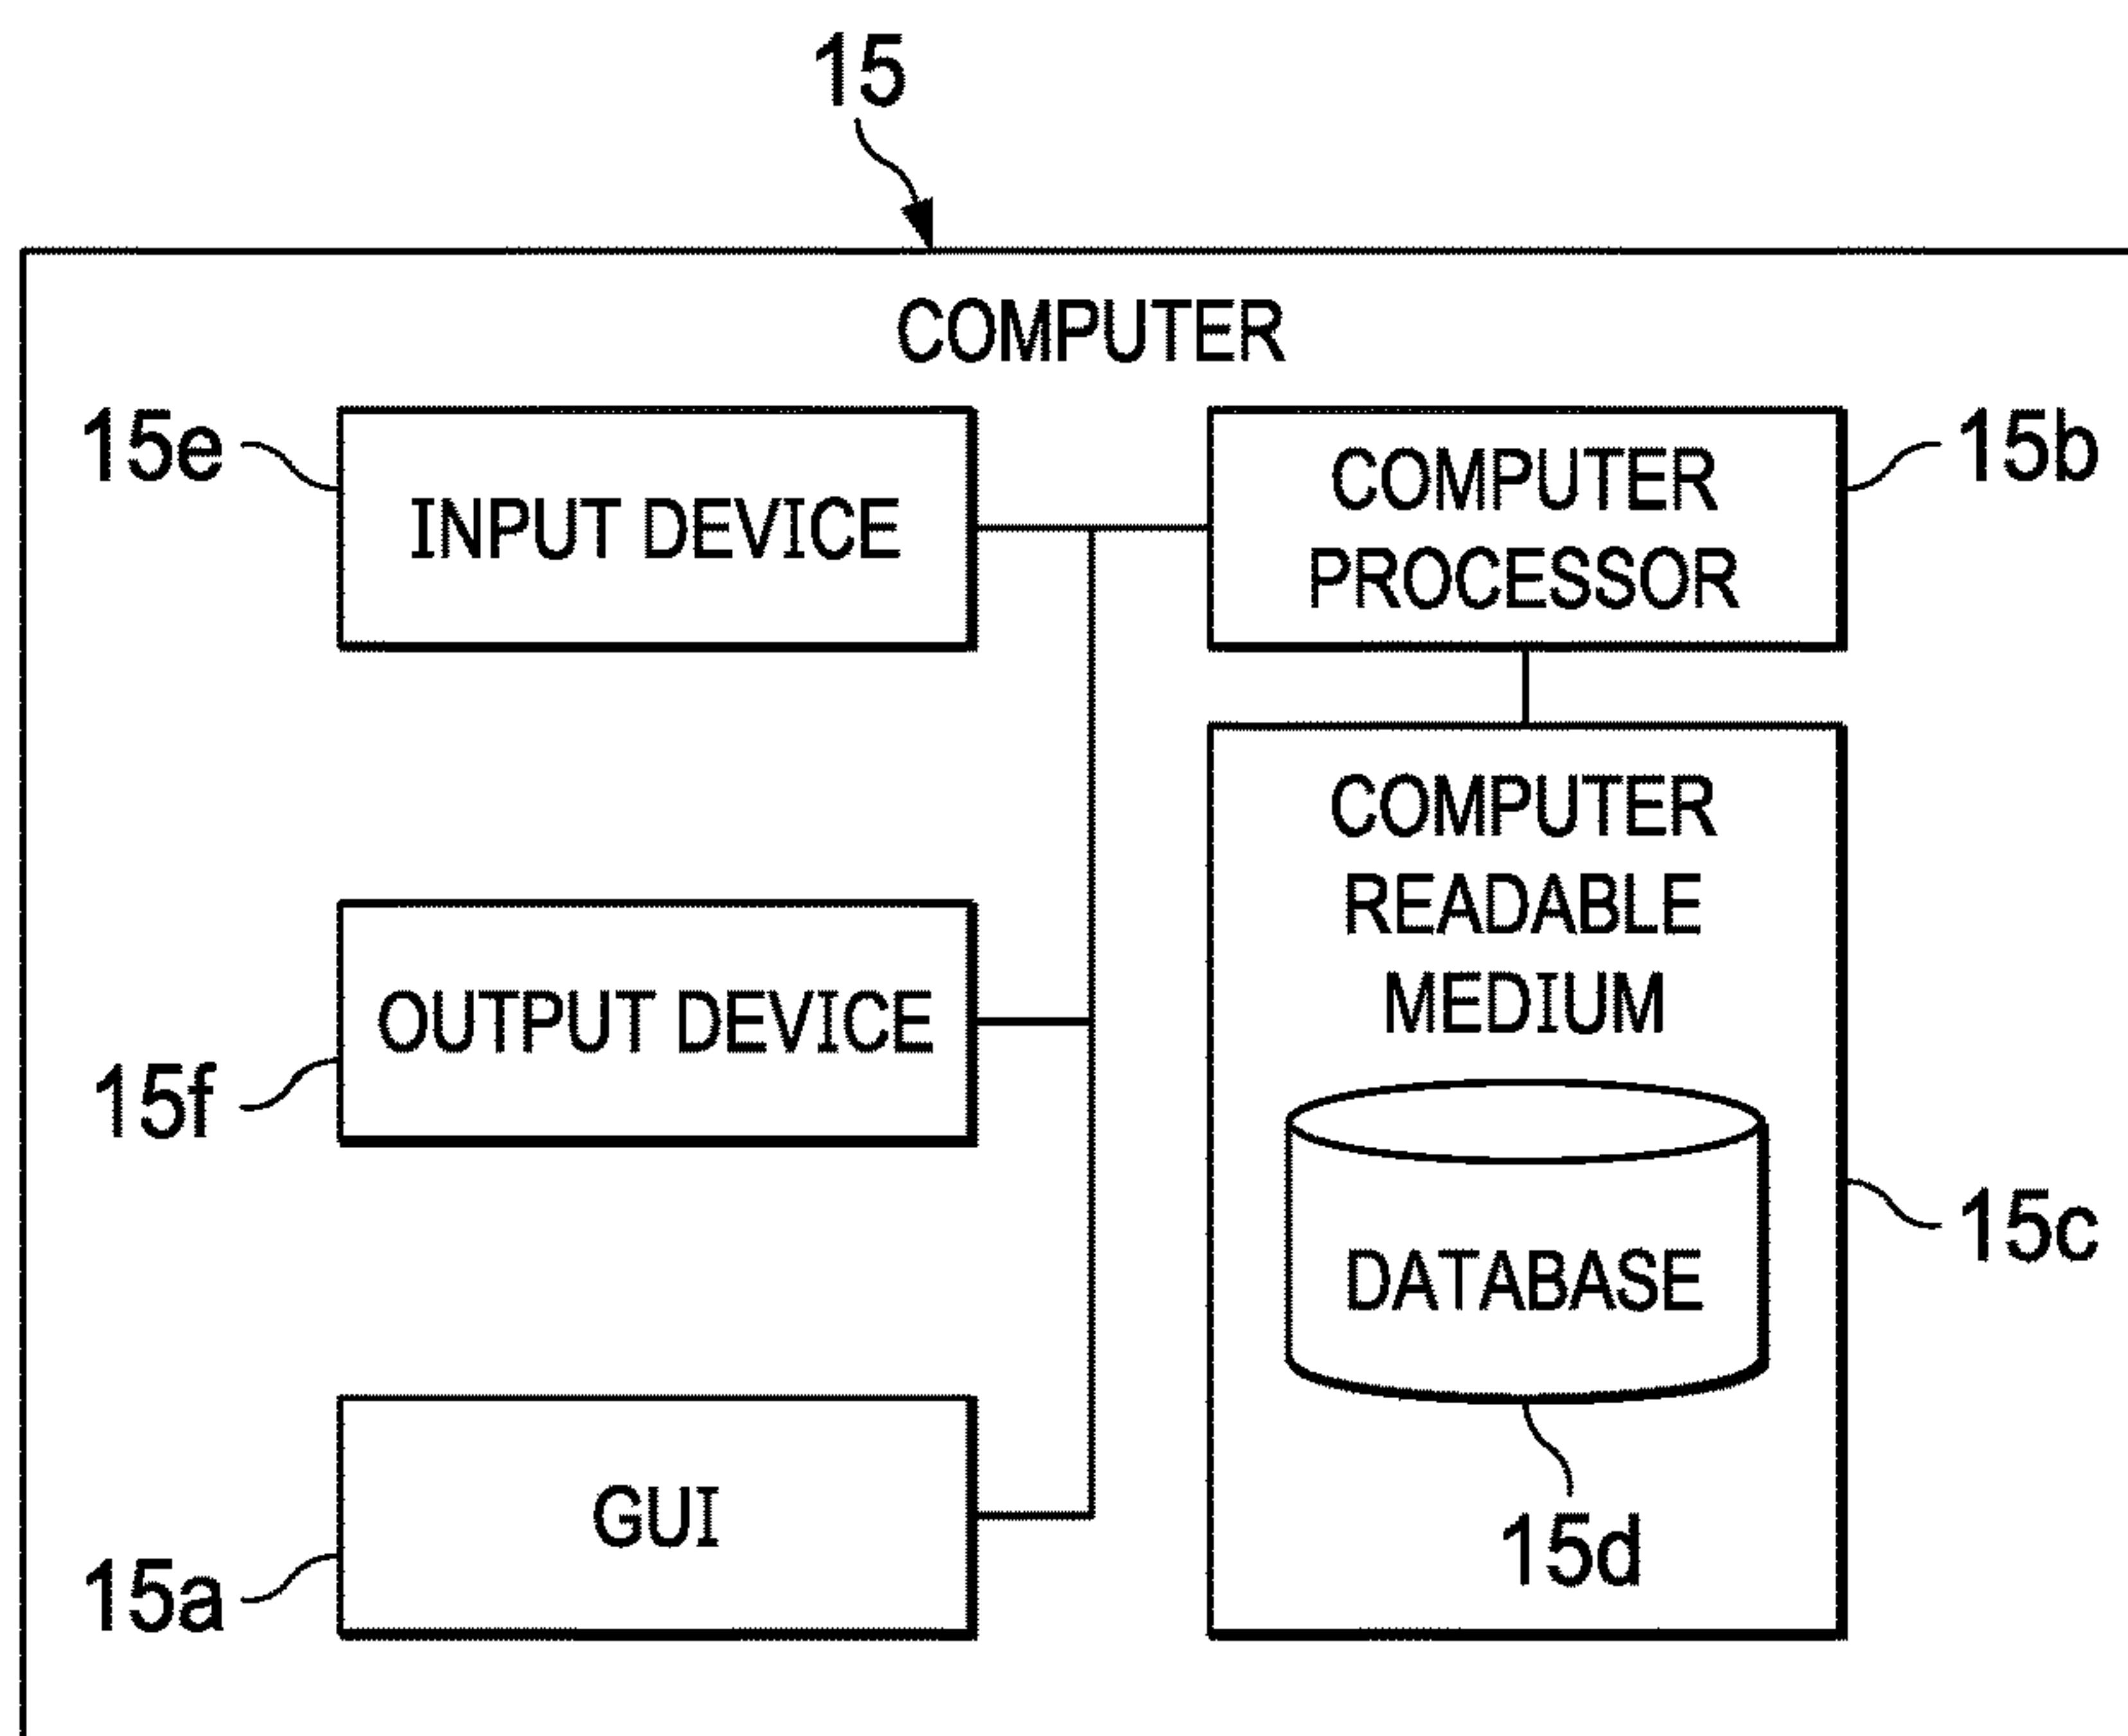 15
COMPUTER
15e
INPUT DEVICE
COMPUTER
PROCESSOR
15b
COMPUTER
READABLE
MEDIUM
OUTPUT DEVICE
15f
DATABASE
15c
GUI
15a
15d